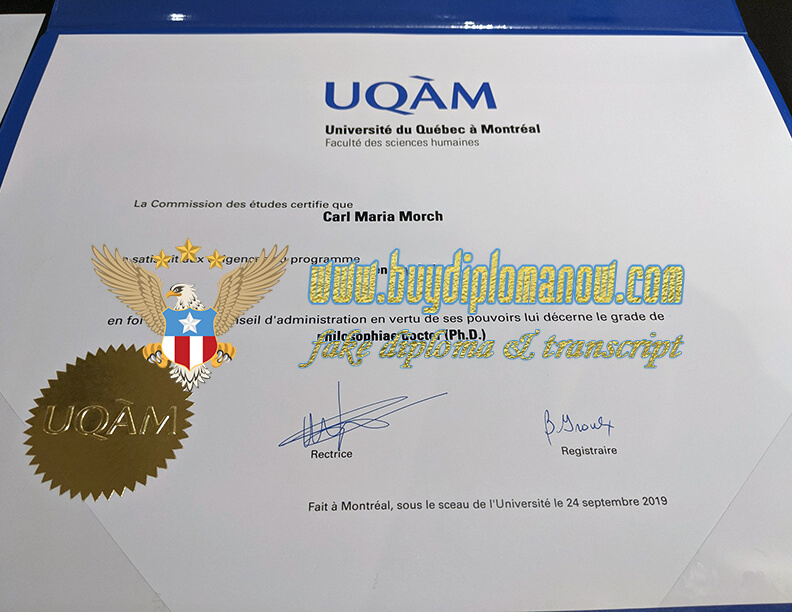 UQÀM
Université du Québec à Montréal
Faculté des sciences humaines
La Commission des études certifie que
Carl Maria Morch
programme
www.buydiplomanow.com
en administration en vertu de ses pouvoirs lui décerne le grade de
(Ph.D.)
fake diploma & transcript
UQÀM
Rectrice
Registraire
Fait à Montréal, sous le sceau de l'Université le 24 septembre 2019